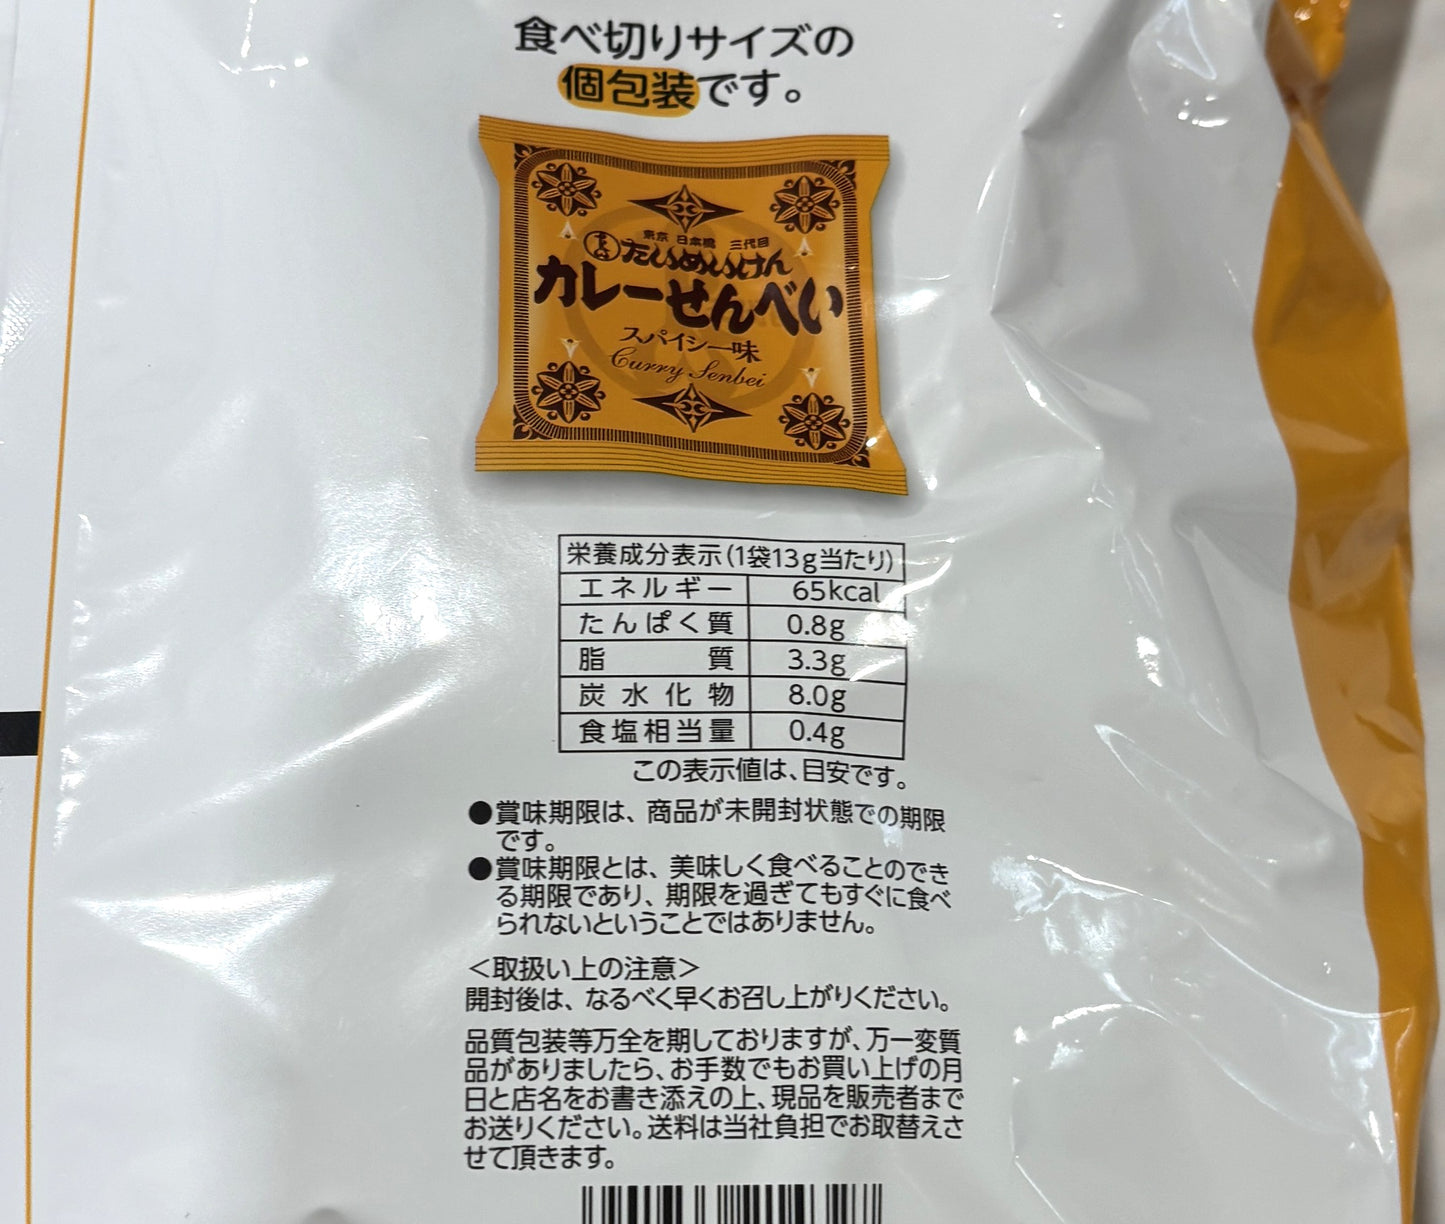 食べ切りサイズの
個包装です。
東京 日本橋 三代目
たいめいけん
カレーせんべい
スパイシー味
Curry Senbei
栄養成分表示(1袋13g当たり)
エネルギー 65kcal
たんぱく質 0.8g
脂質 3.3g
炭水化物 8.0g
食塩相当量 0.4g
この表示値は、目安です。
●賞味期限は、商品が未開封状態での期限
です。
●賞味期限とは、美味しく食べることのでき
る期限であり、期限を過ぎてもすぐに食べ
られないということではありません。
<取扱い上の注意>
開封後は、なるべく早くお召し上がりください。
品質包装等万全を期しておりますが、万一変質
品がありましたら、お手数でもお買い上げの月
日と店名をお書き添えの上、現品を販売者まで
お送りください。送料は当社負担でお取替えさ
せて頂きます。